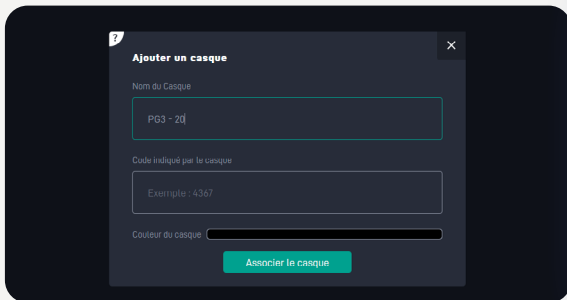 ?
Ajouter un casque
Nom du Casque
PG3 - 20
Code indiqué par le casque
Exemple : 4367
Couleur du casque
Associer le casque